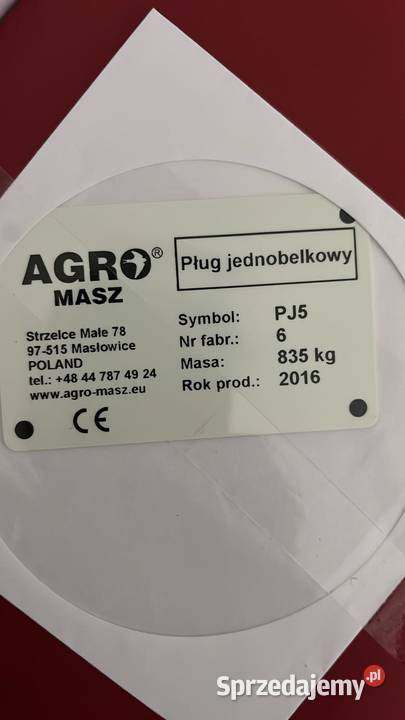 AGRO®
MASZ
Strzelce Małe 78
97-515 Masłowice
POLAND
tel.: +48 44 787 49 24
www.agro-masz.eu
CE
Pług jednobelkowy
Symbol: PJ5
Nr fabr.: 6
Masa: 835 kg
Rok prod.: 2016
Sprzedajemy.pl